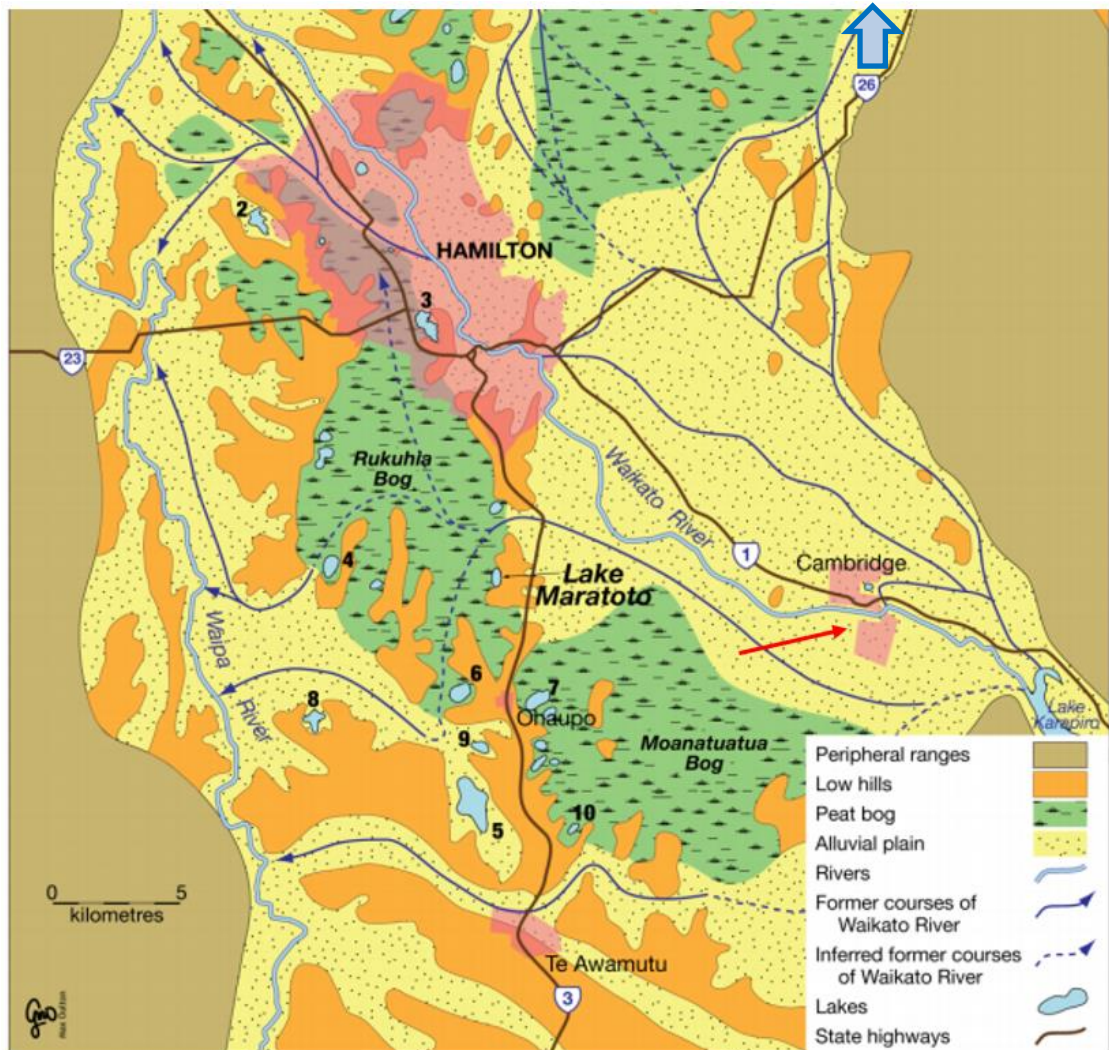 26
2
HAMILTON
3
23
Rukuhia
Bog
Waikato River
1
Cambridge
4
Lake
Maratoto
Waipa
River
6
7
Ohaupo
Lake
Karapiro
8
9
Moanatuatua
Bog
5
10
0 5
kilometres
Te Awamutu
3
Peripheral ranges
Low hills
Peat bog
Alluvial plain
Rivers
Former courses of
Waikato River
Inferred former courses
of Waikato River
Lakes
State highways